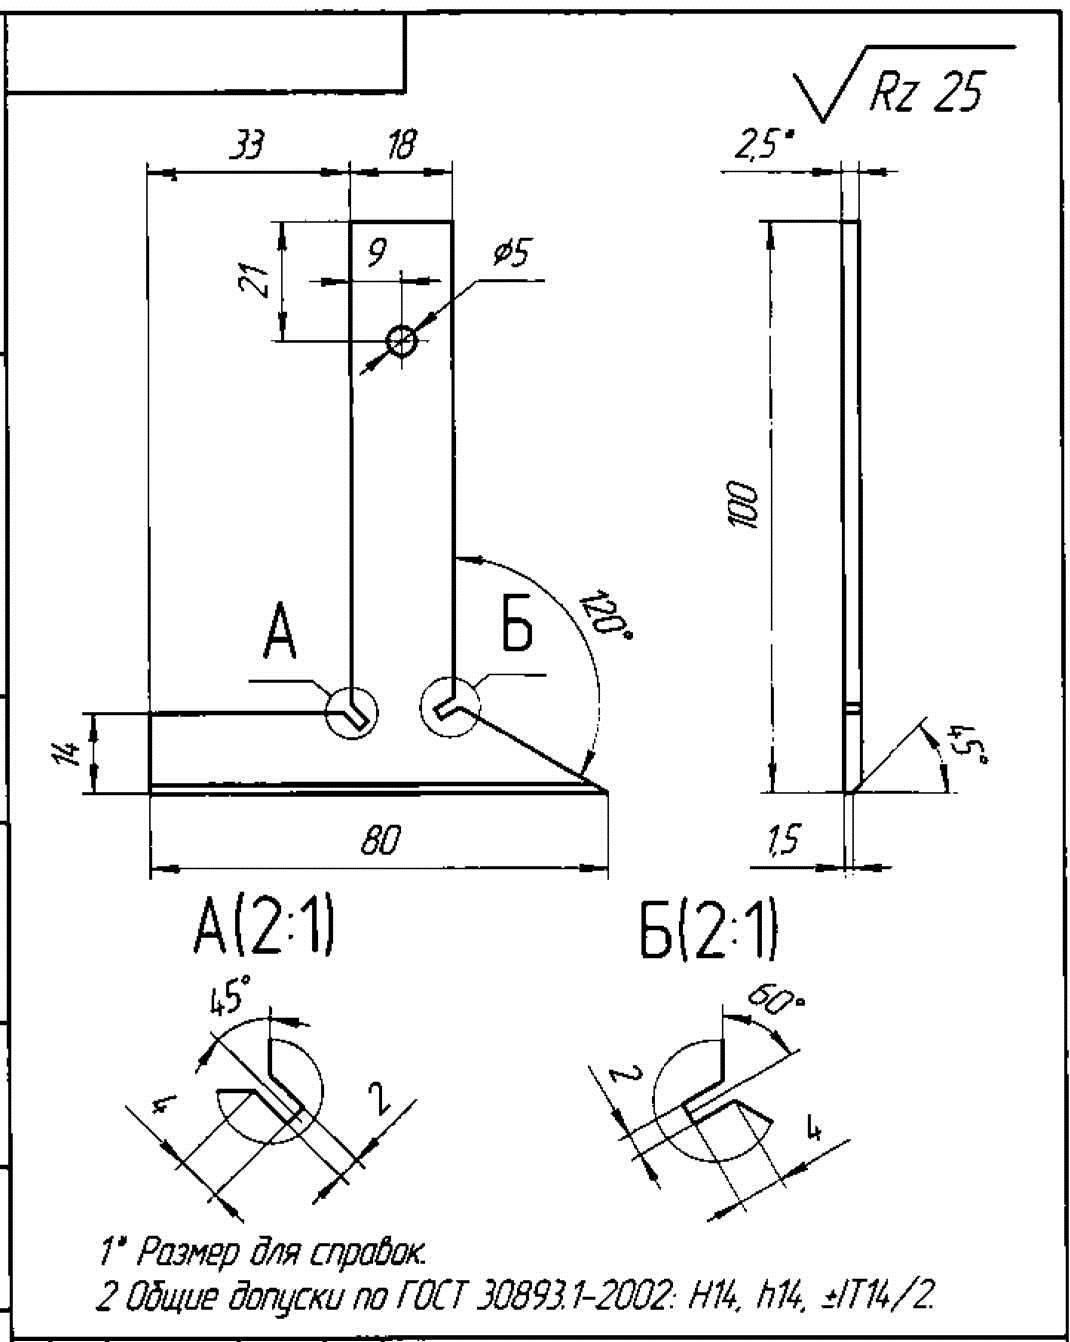 Rz 25
33
18
2,5*
21
9
⌀5
100
А
Б
120°
14
45°
80
1,5
А(2:1)
Б(2:1)
45°
4
2
60°
2
4
1* Размер для справок.
2 Общие допуски по ГОСТ 30893.1-2002: H14, h14, ±IT14/2.